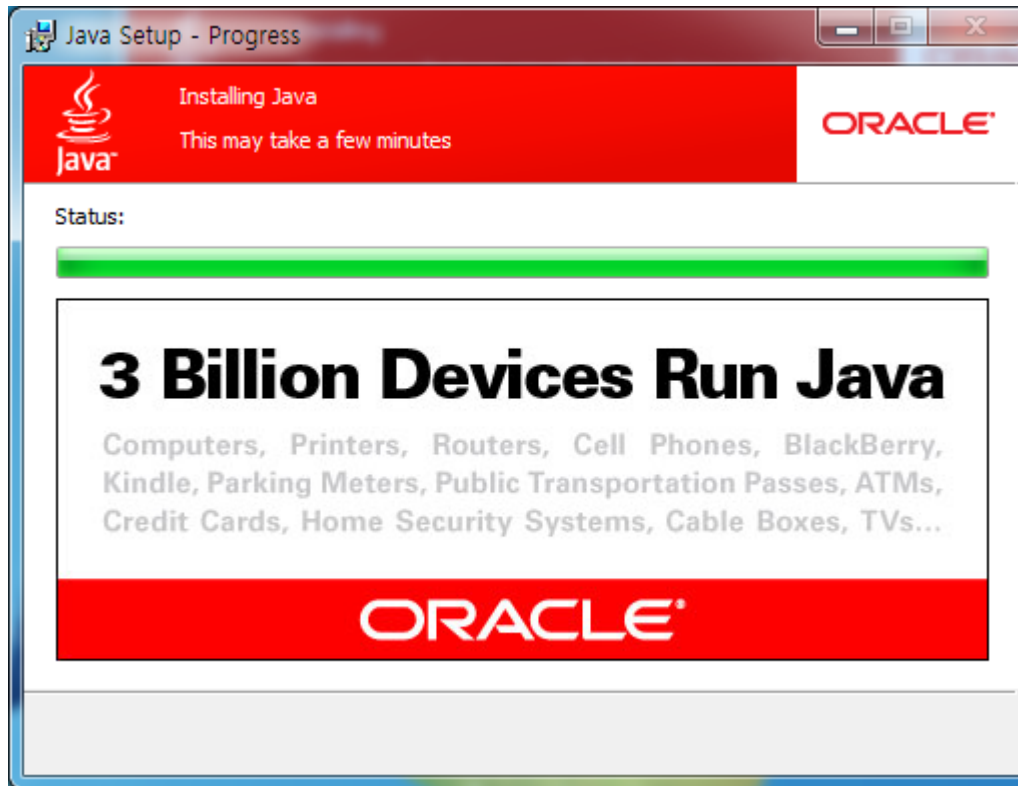 Java Setup - Progress
Installing Java
This may take a few minutes
Java
ORACLE
Status:
3 Billion Devices Run Java
Computers, Printers, Routers, Cell Phones, BlackBerry,
Kindle, Parking Meters, Public Transportation Passes, ATMs,
Credit Cards, Home Security Systems, Cable Boxes, TVs...
ORACLE